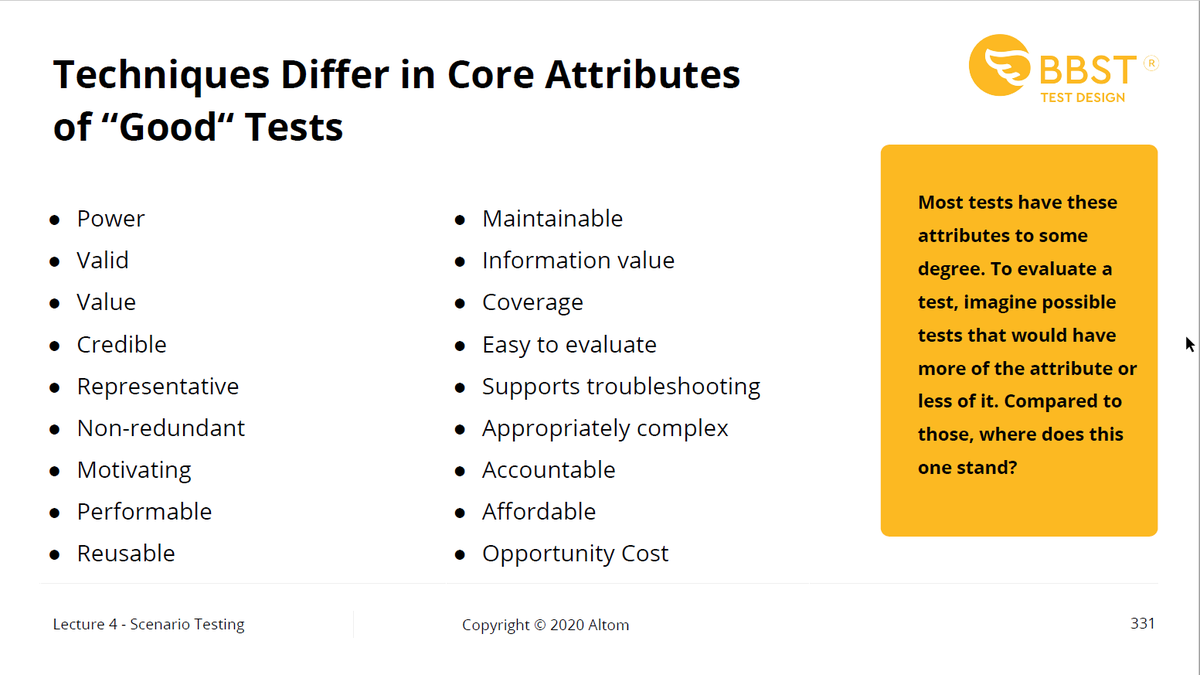 Techniques Differ in Core Attributes
of “Good“ Tests
BBST ®
TEST DESIGN
● Power
● Valid
● Value
● Credible
● Representative
● Non-redundant
● Motivating
● Performable
● Reusable
● Maintainable
● Information value
● Coverage
● Easy to evaluate
● Supports troubleshooting
● Appropriately complex
● Accountable
● Affordable
● Opportunity Cost
Most tests have these
attributes to some
degree. To evaluate a
test, imagine possible
tests that would have
more of the attribute or
less of it. Compared to
those, where does this
one stand?
Lecture 4 - Scenario Testing
Copyright © 2020 Altom
331